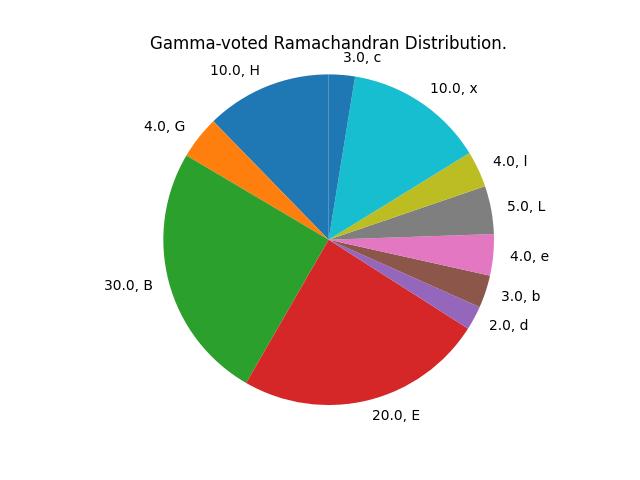 Gamma-voted Ramachandran Distribution.
3.0, c
10.0, H
10.0, x
4.0, G
4.0, l
5.0, L
4.0, e
30.0, B
3.0, b
2.0, d
20.0, E